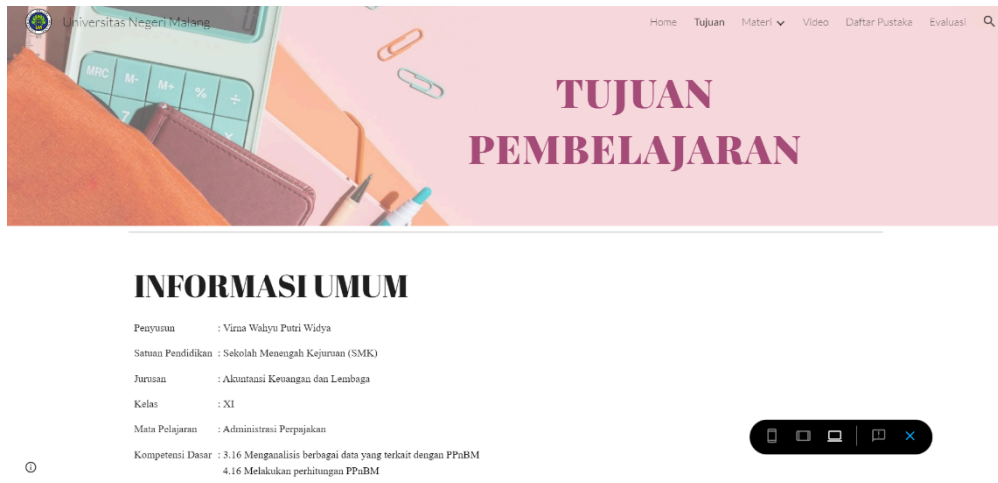 Universitas Negeri Malang
Home Tujuan Materi Video Daftar Pustaka Evaluasi
MRC M- M+ % ÷
7
TUJUAN
PEMBELAJARAN
INFORMASI UMUM
Penyusun : Virna Wahyu Putri Widya
Satuan Pendidikan : Sekolah Menengah Kejuruan (SMK)
Jurusan : Akuntansi Keuangan dan Lembaga
Kelas : XI
Mata Pelajaran : Administrasi Perpajakan
Kompetensi Dasar : 3.16 Menganalisis berbagai data yang terkait dengan PPnBM
4.16 Melakukan perhitungan PPnBM